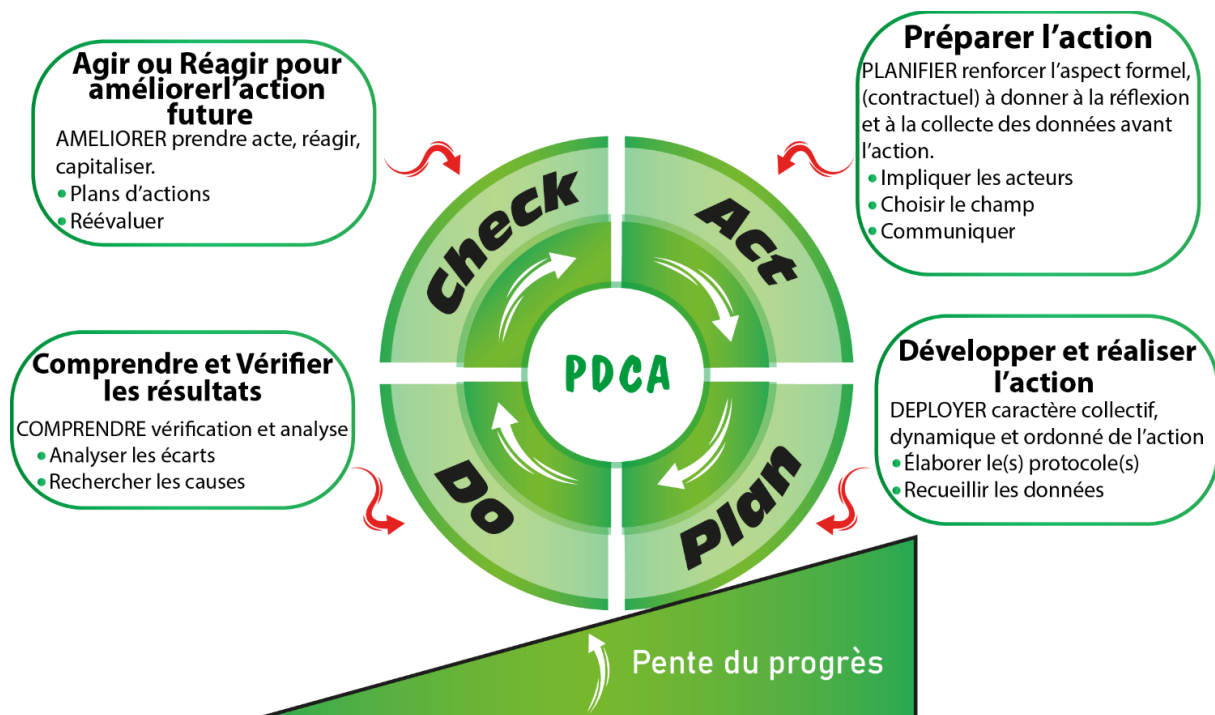 Agir ou Réagir pour
améliorerl’action
future
AMELIORER prendre acte, réagir,
capitaliser.
• Plans d’actions
• Réévaluer
Préparer l’action
PLANIFIER renforcer l’aspect formel,
(contractuel) à donner à la réflexion
et à la collecte des données avant
l’action.
• Impliquer les acteurs
• Choisir le champ
• Communiquer
Check
Act
PDCA
Do
Plan
Comprendre et Vérifier
les résultats
COMPRENDRE vérification et analyse
• Analyser les écarts
• Rechercher les causes
Développer et réaliser
l’action
DEPLOYER caractère collectif,
dynamique et ordonné de l’action
• Élaborer le(s) protocole(s)
• Recueillir les données
Pente du progrès